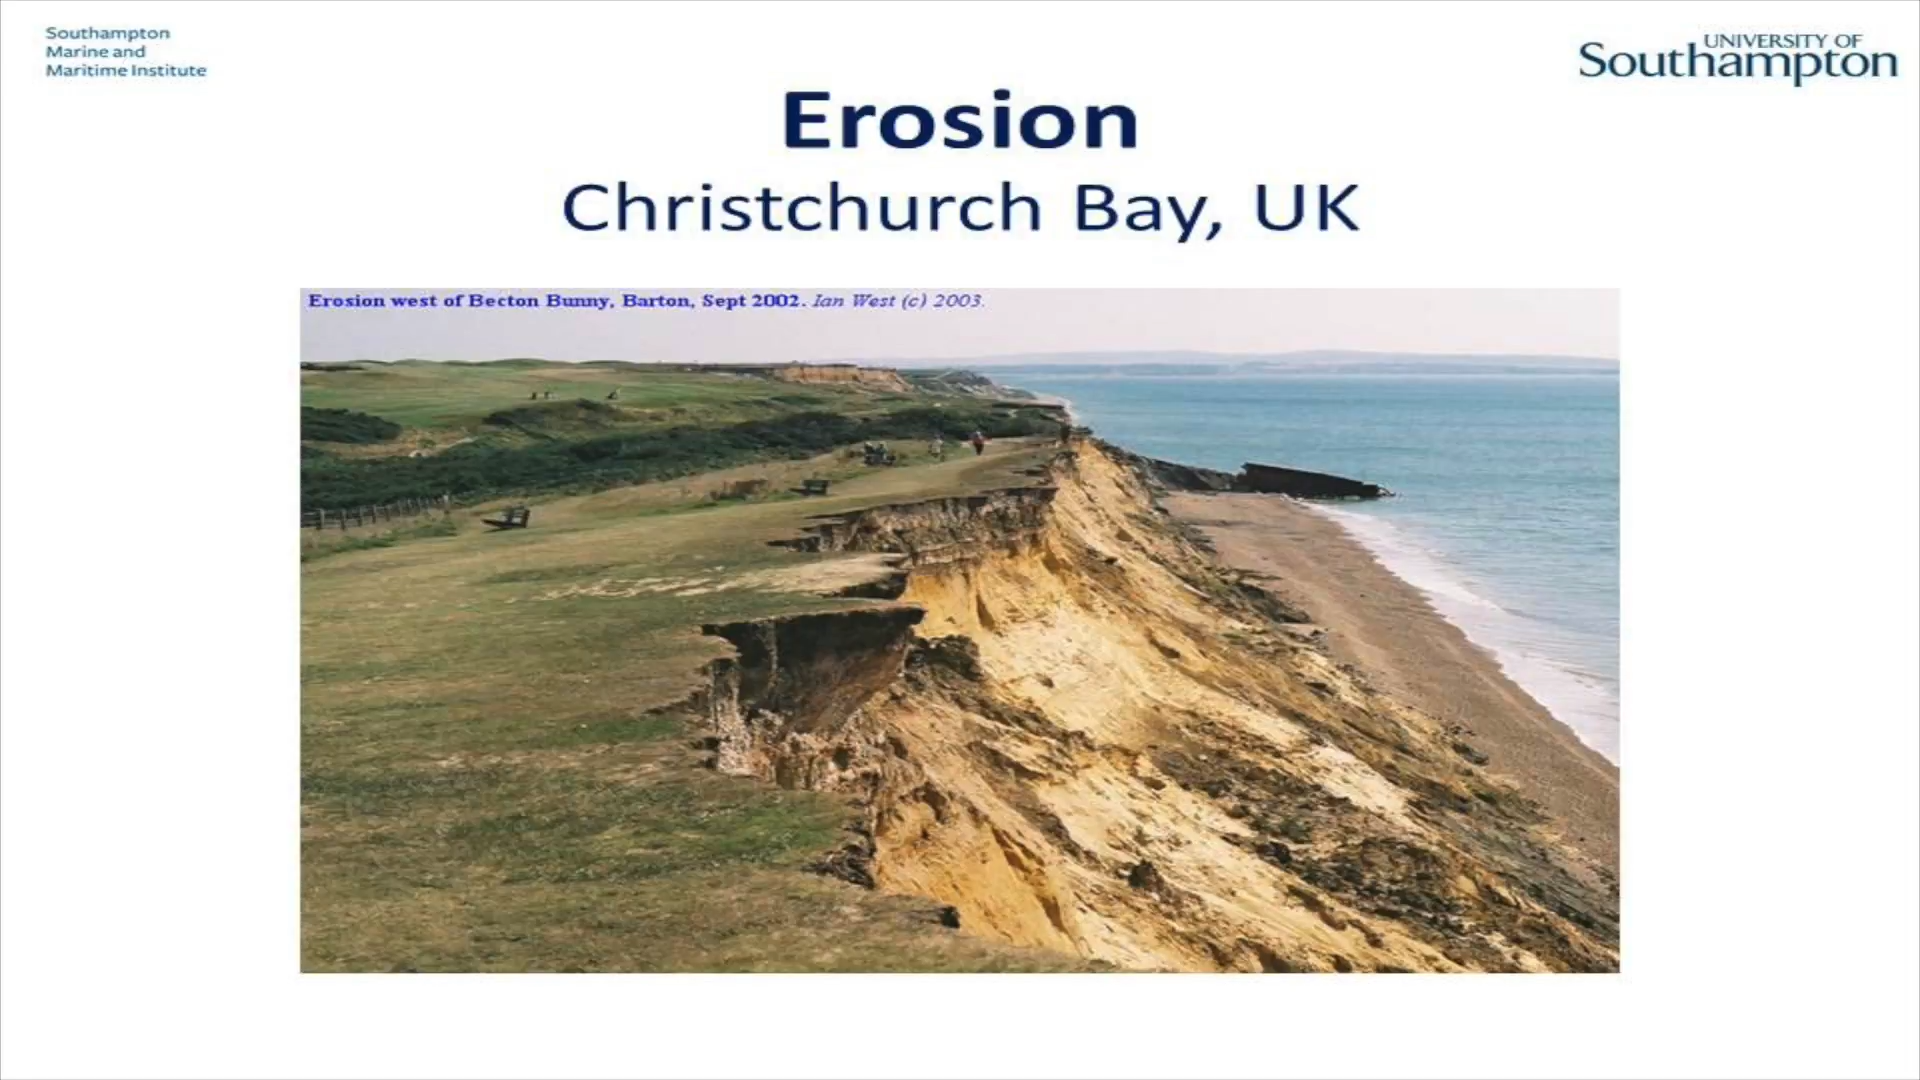 Southampton
Marine and
Maritime Institute
UNIVERSITY OF
Southampton
Erosion
Christchurch Bay, UK
Erosion west of Becton Bunny, Barton, Sept 2002. Ian West (c) 2003.